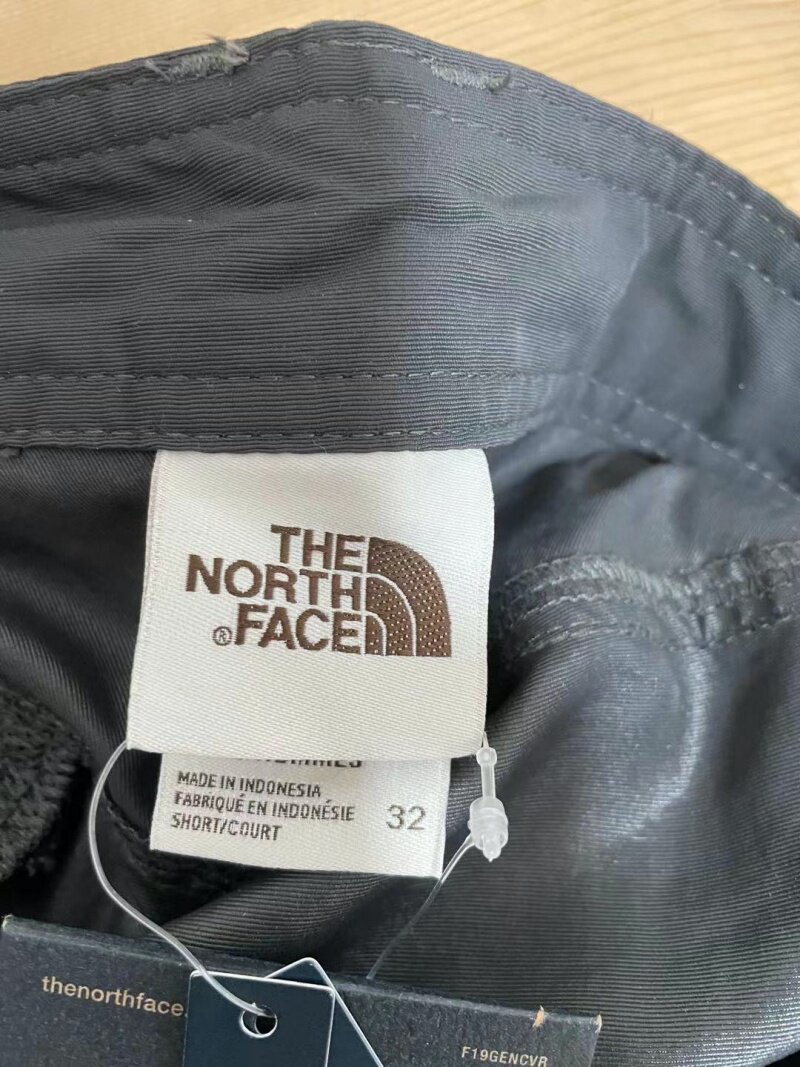 THE
NORTH
®FACE
MADE IN INDONESIA
FABRIQUÉ EN INDONÉSIE
SHORT/COURT
32
thenorthface.
F19GENCVR